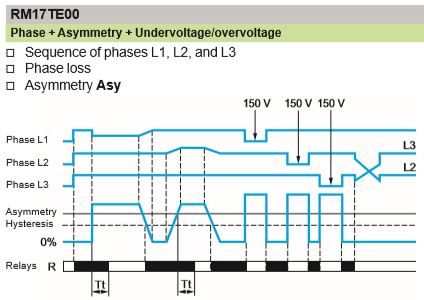 RM17TE00
Phase + Asymmetry + Undervoltage/overvoltage
Sequence of phases L1, L2, and L3
Phase loss
Asymmetry Asy
150 V 150 V 150 V
Phase L1
L3
Phase L2
L2
Phase L3
Asymmetry
Hysteresis
0%
Relays R
Tt Tt